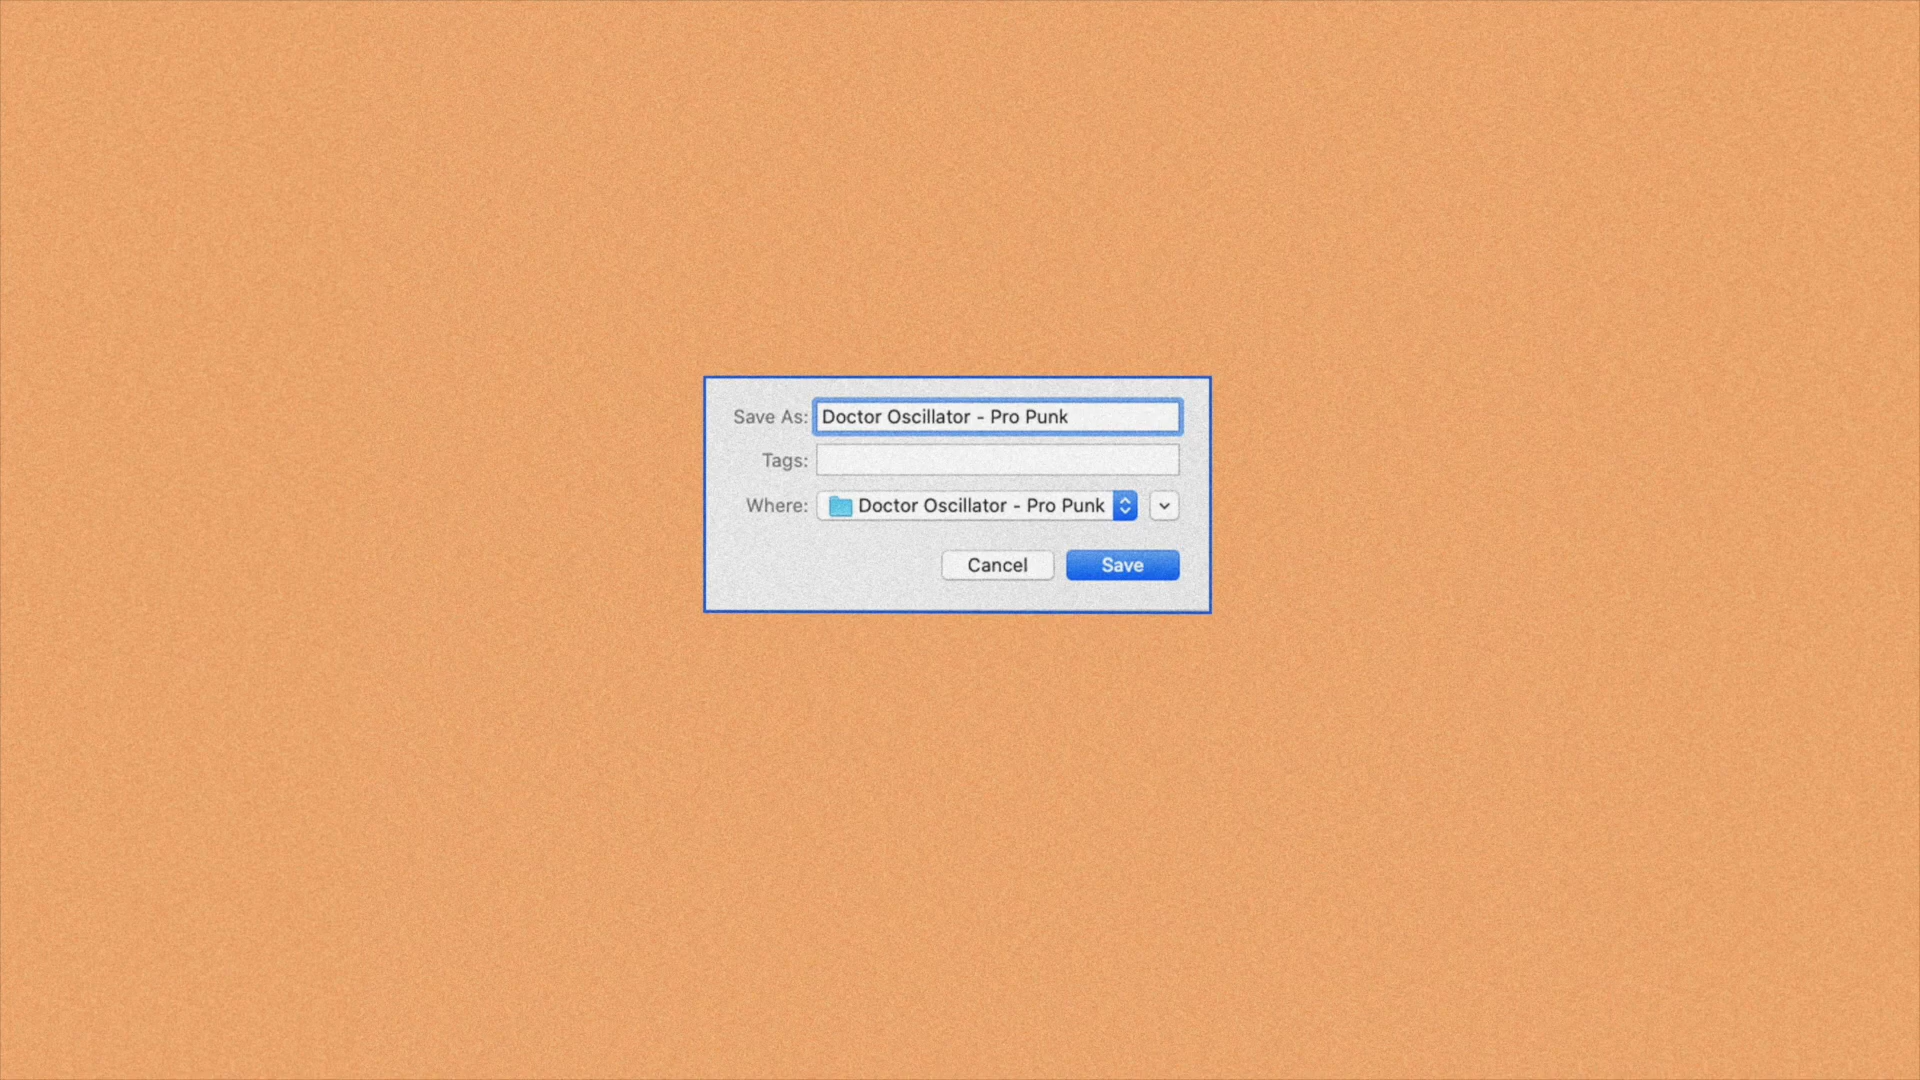 Save As: Doctor Oscillator - Pro Punk
Tags:
Where: Doctor Oscillator - Pro Punk
Cancel Save